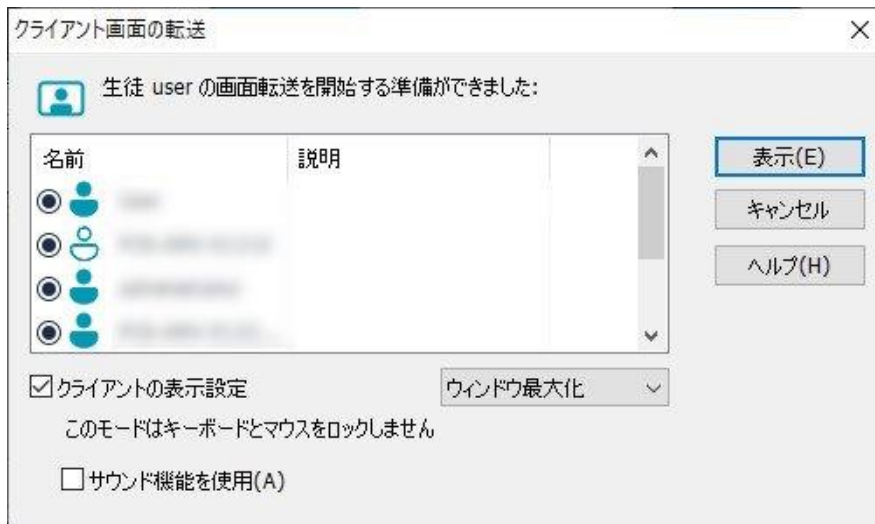 クライアント画面の転送
生徒 user の画面転送を開始する準備ができました:
名前 説明
表示(E)
キャンセル
ヘルプ(H)
クライアントの表示設定 ウィンドウ最大化
このモードはキーボードとマウスをロックしません
サウンド機能を使用(A)